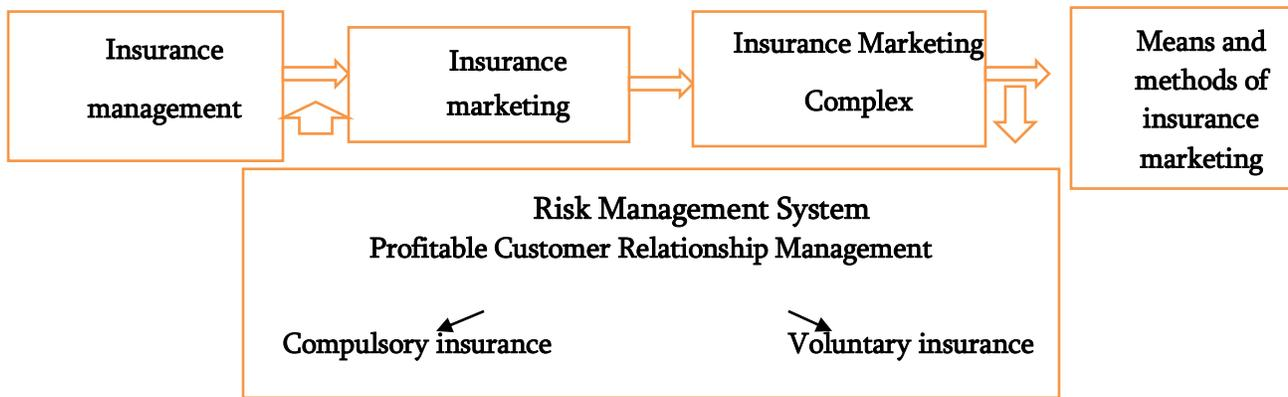 Insurance
management
Insurance
marketing
Insurance Marketing
Complex
Means and
methods of
insurance
marketing
Risk Management System
Profitable Customer Relationship Management
Compulsory insurance
Voluntary insurance